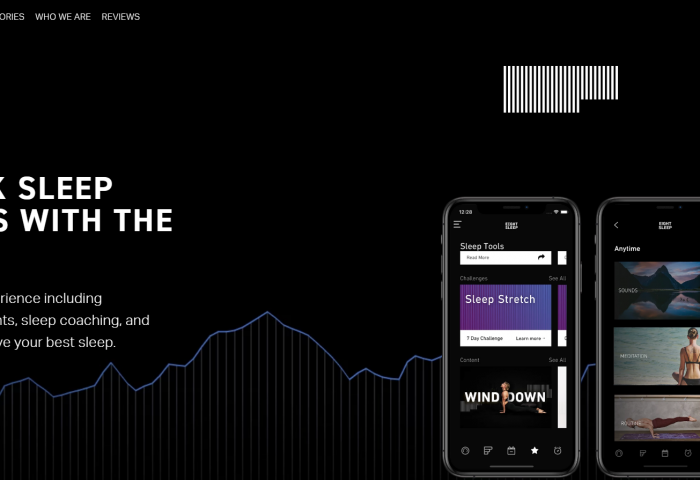 ORIES WHO WE ARE REVIEWS
K SLEEP
S WITH THE
rience including
nts, sleep coaching, and
ve your best sleep.
12:28
EIGHT
SLEEP
Sleep Tools
Read More
Challenges See All
Sleep Stretch
7 Day Challenge Learn more
Content See All
WIND DOWN
EIGHT
SLEEP
Anytime
SOUNDS
MEDITATION
ROUTINE